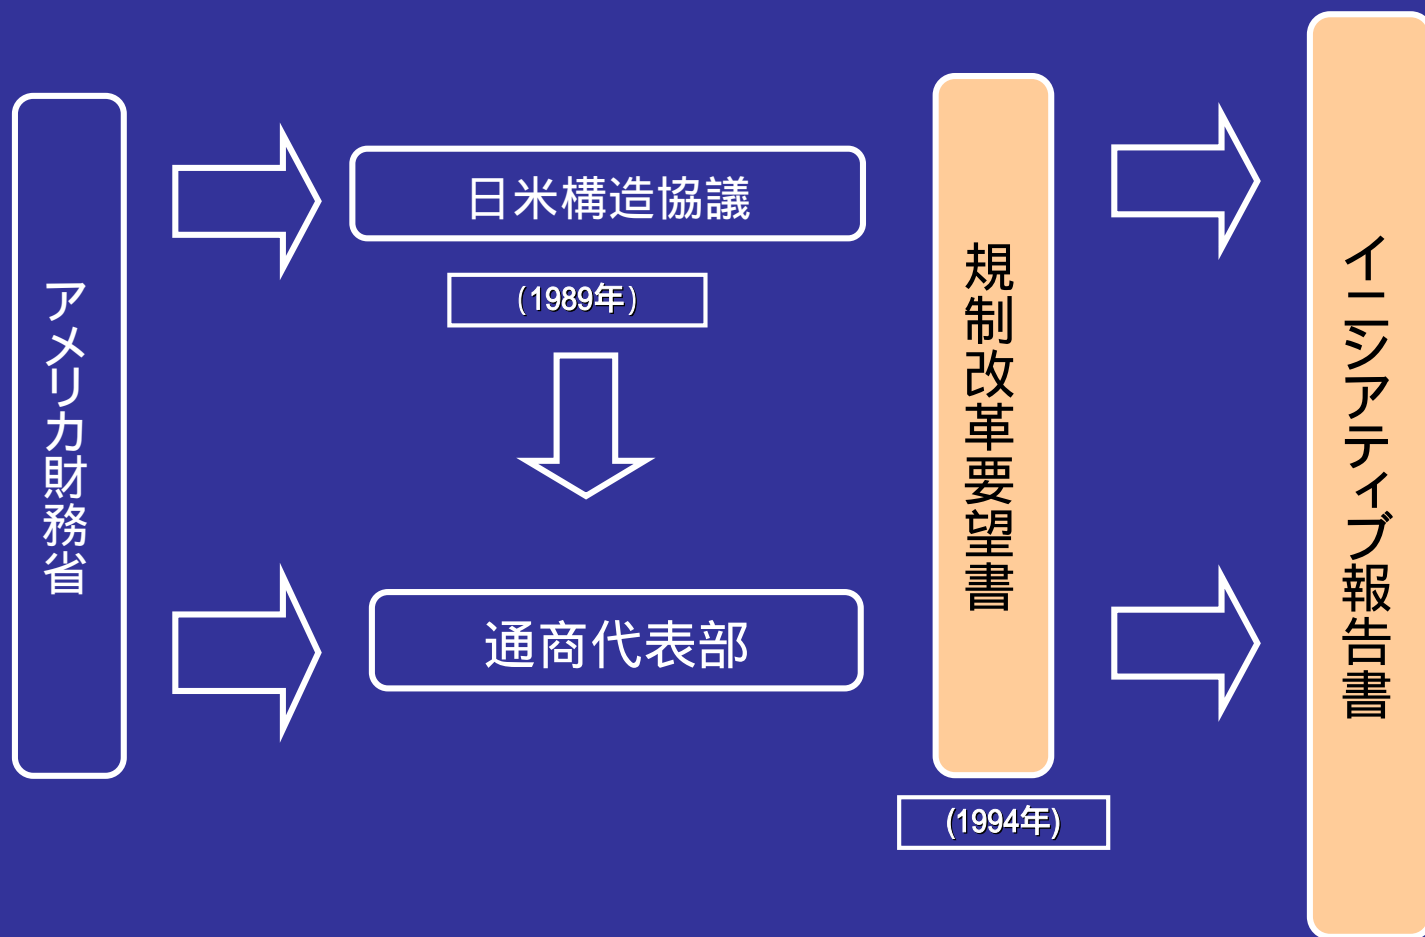 アメリカ財務省
日米構造協議
（1989年）
通商代表部
規制改革要望書
(1994年)
イニシアティブ報告書